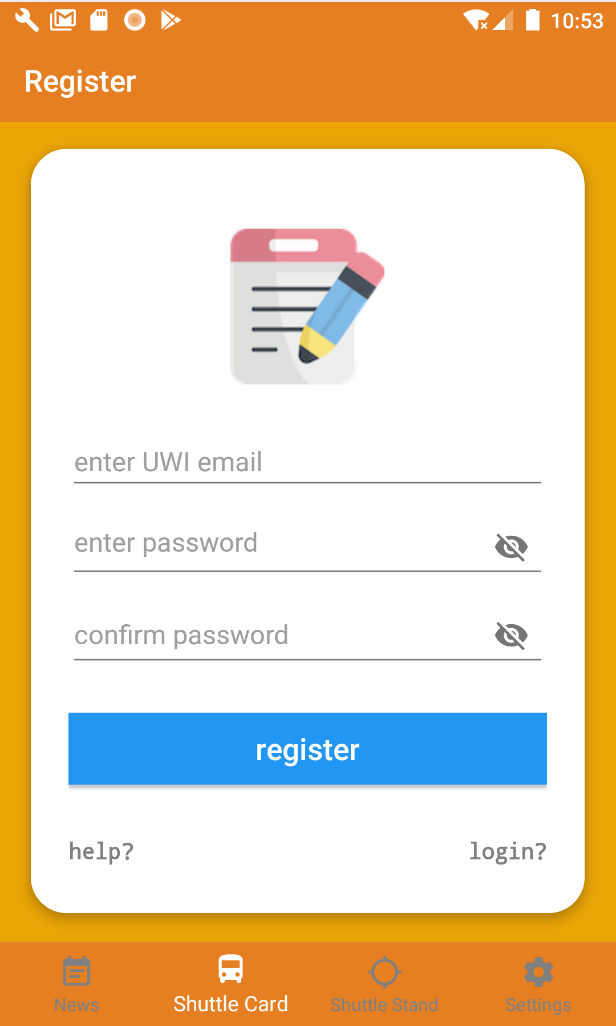 10:53
Register
enter UWI email
enter password
confirm password
register
help? login?
News Shuttle Card Shuttle Stand Settings